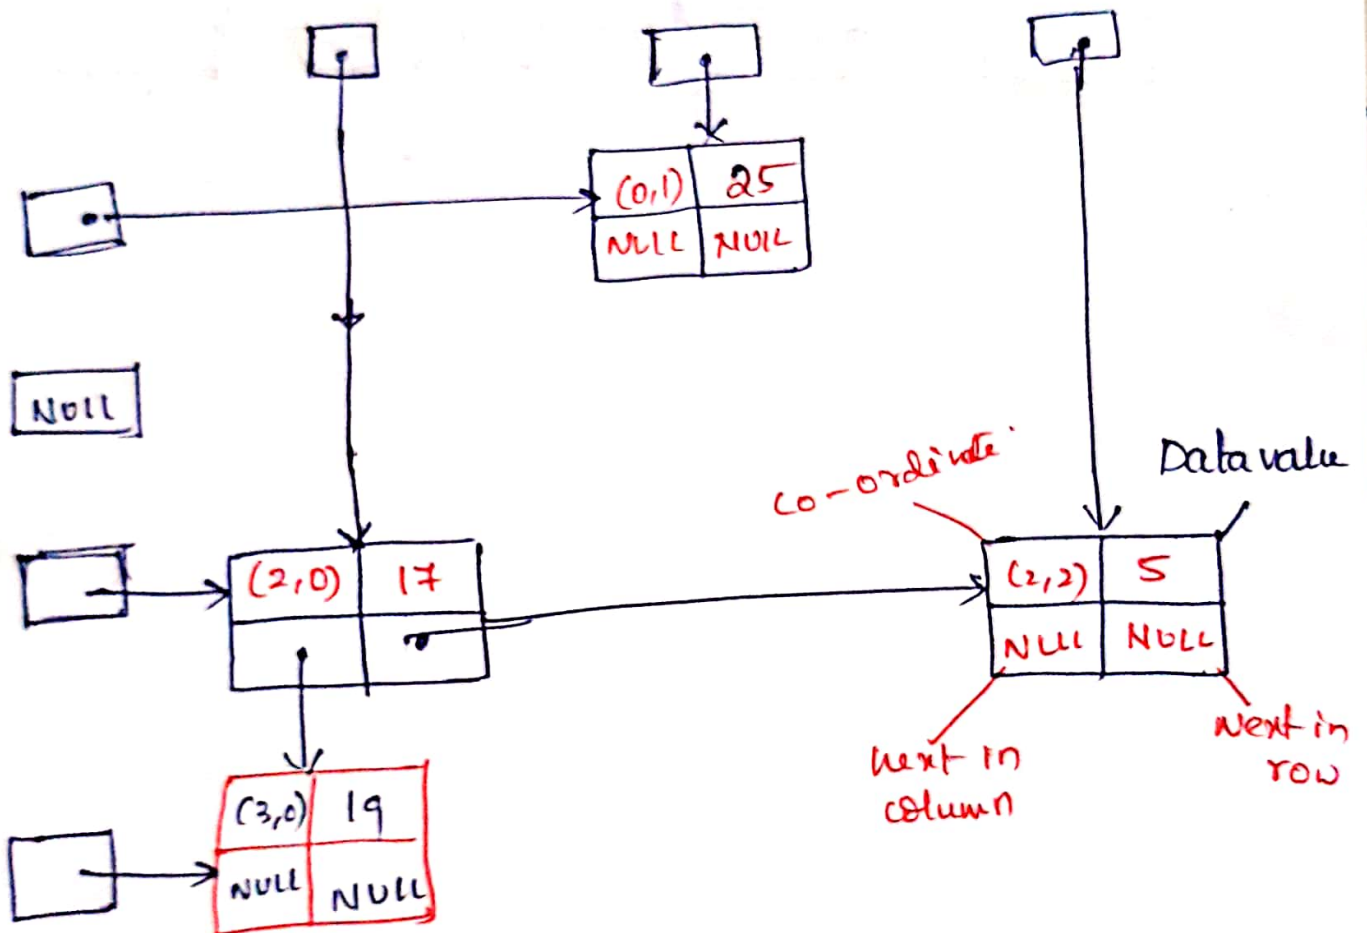 (0,1) 25
NULL NULL
NULL
co-ordinate
Data value
(2,0) 17
(2,2) 5
NULL NULL
next in
column
Next in
row
(3,0) 19
NULL NULL